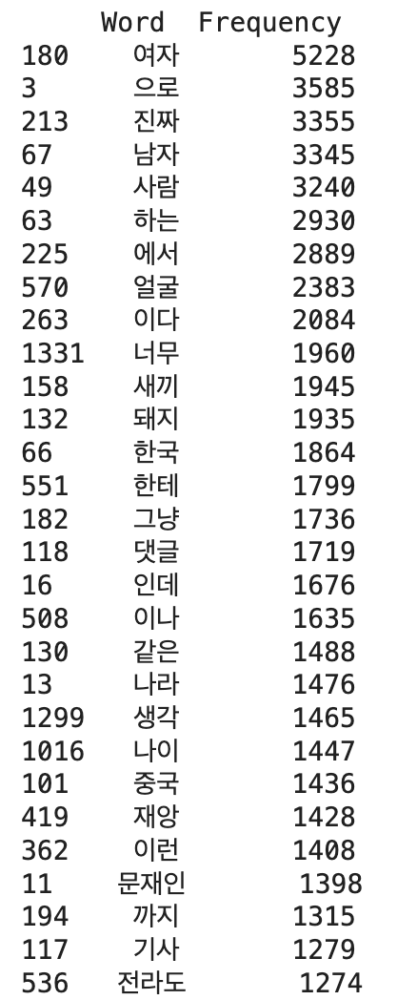 Word Frequency
180 여자 5228
3 으로 3585
213 진짜 3355
67 남자 3345
49 사람 3240
63 하는 2930
225 에서 2889
570 얼굴 2383
263 이다 2084
1331 너무 1960
158 새끼 1945
132 돼지 1935
66 한국 1864
551 한테 1799
182 그냥 1736
118 댓글 1719
16 인데 1676
508 이나 1635
130 같은 1488
13 나라 1476
1299 생각 1465
1016 나이 1447
101 중국 1436
419 재앙 1428
362 이런 1408
11 문재인 1398
194 까지 1315
117 기사 1279
536 전라도 1274